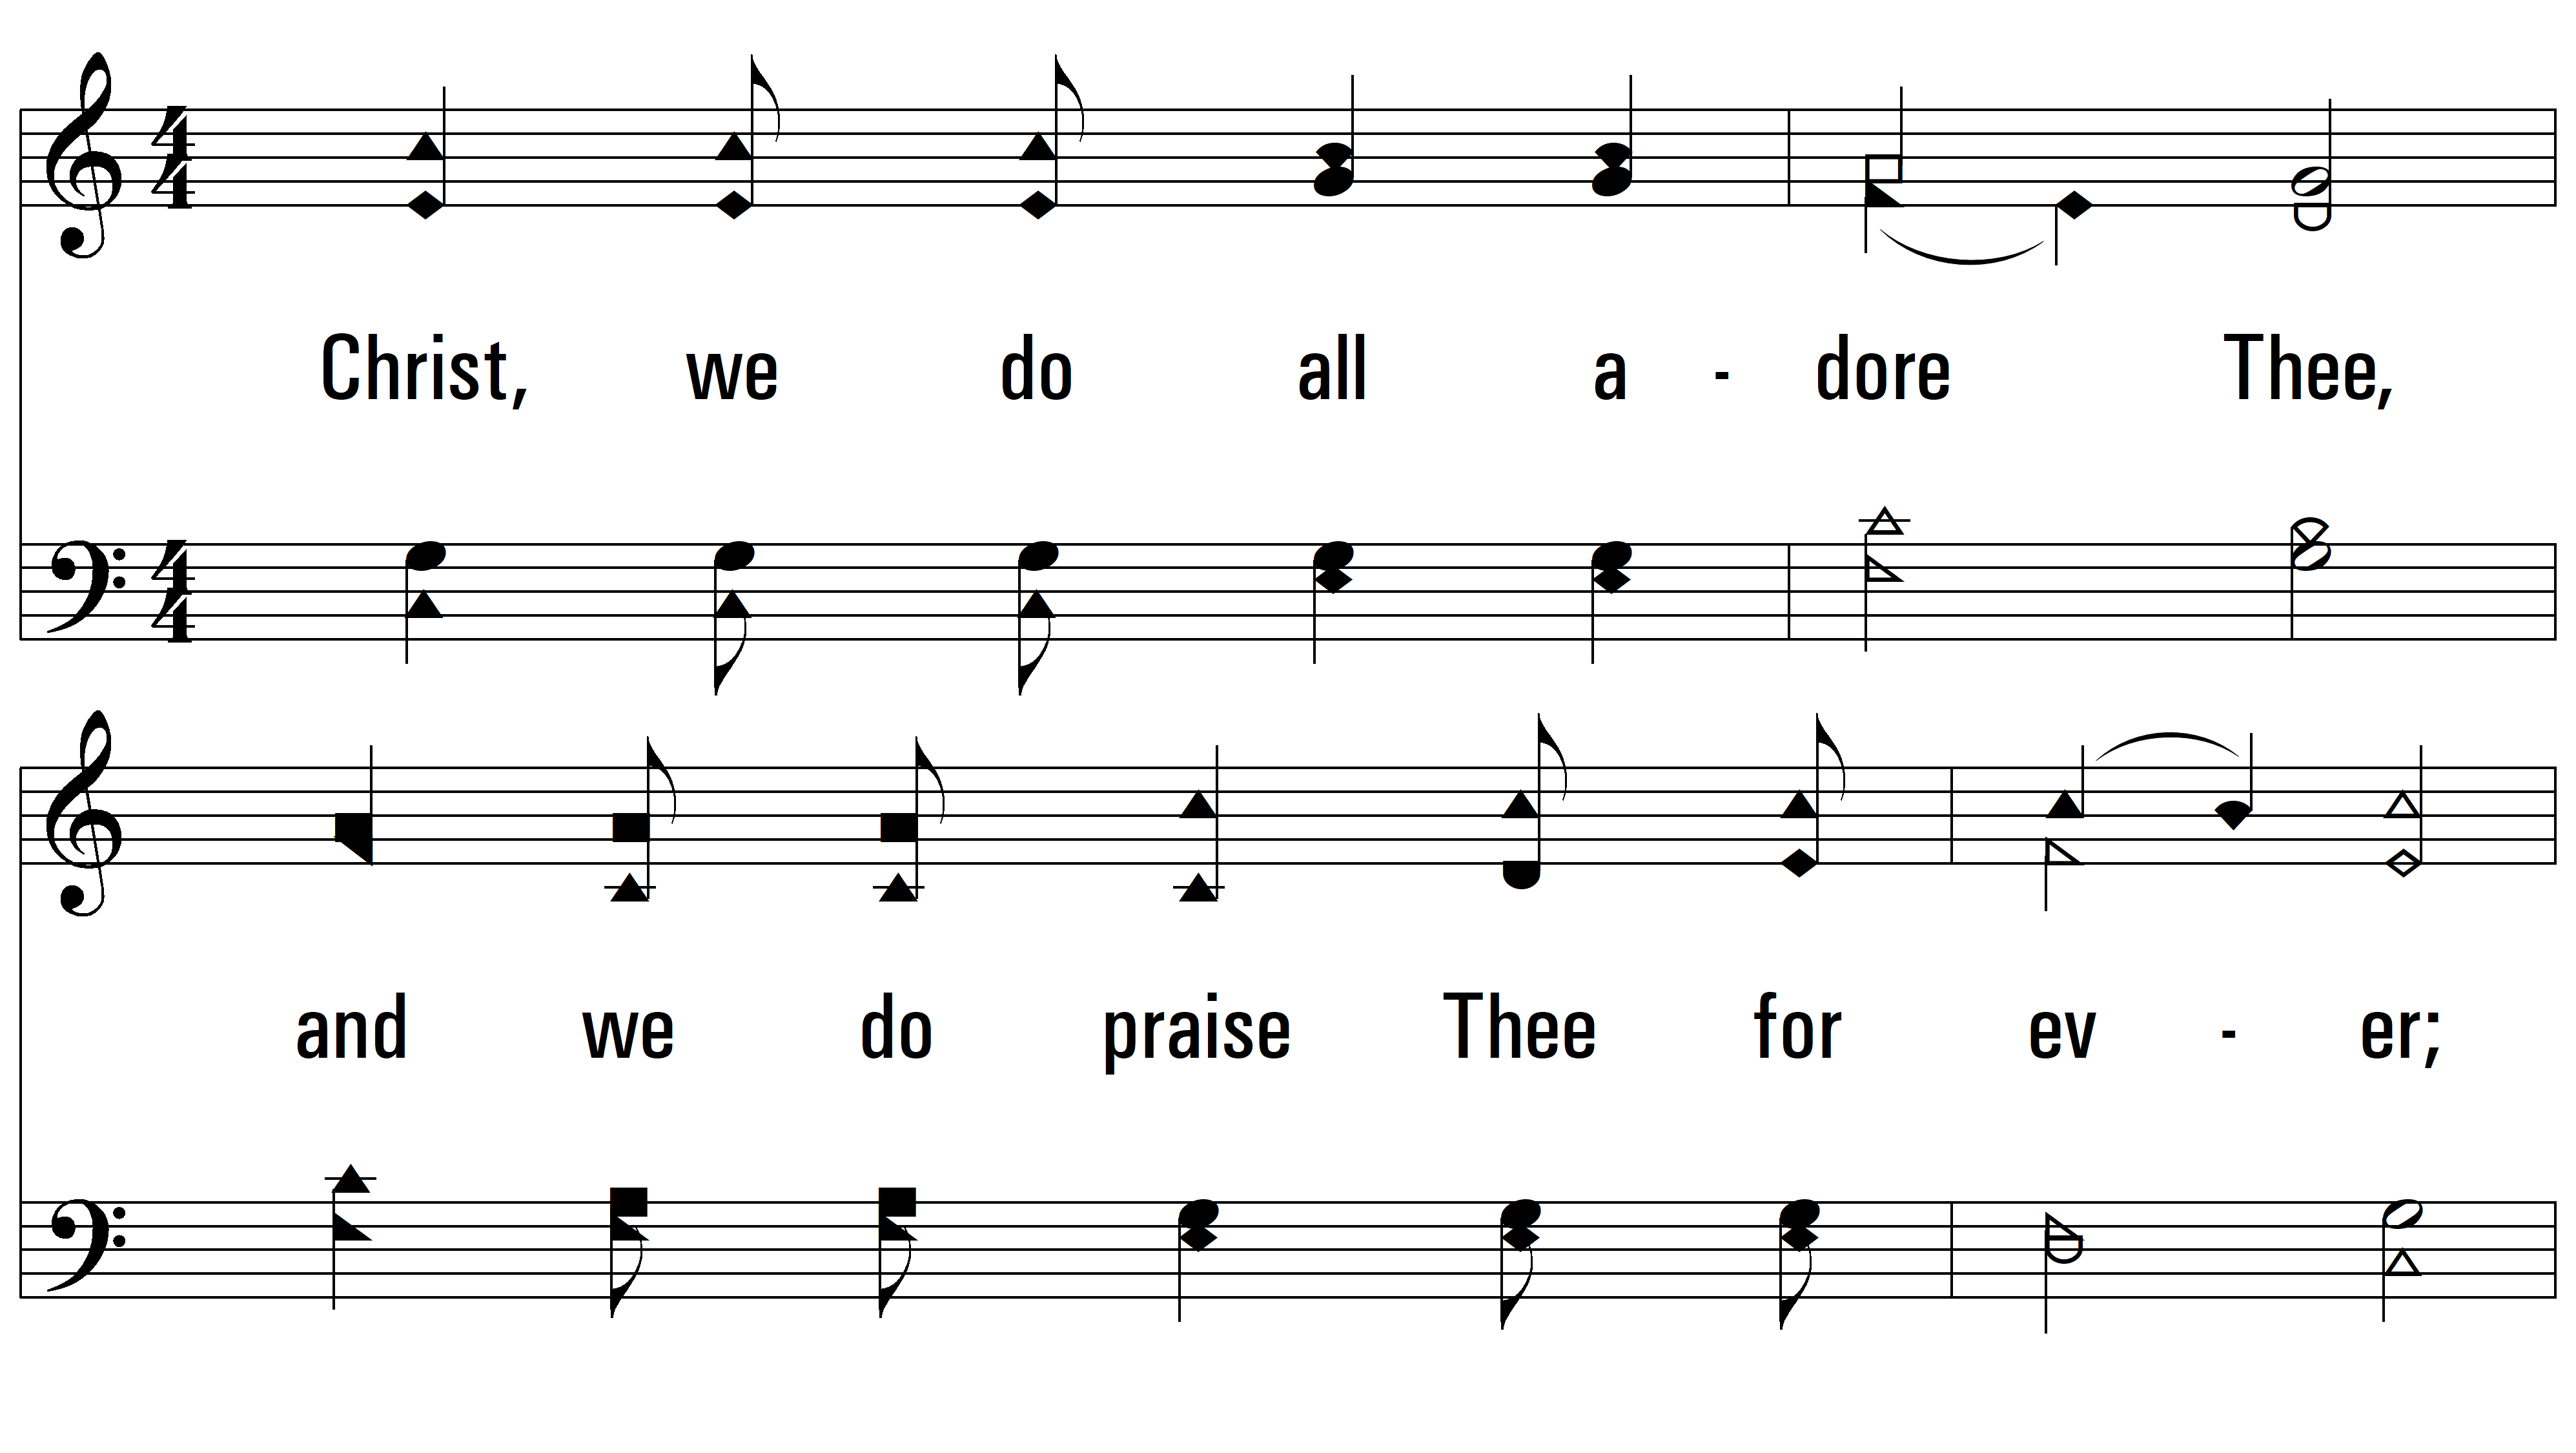 Christ, we do all a - dore Thee,
and we do praise Thee for ev - er;